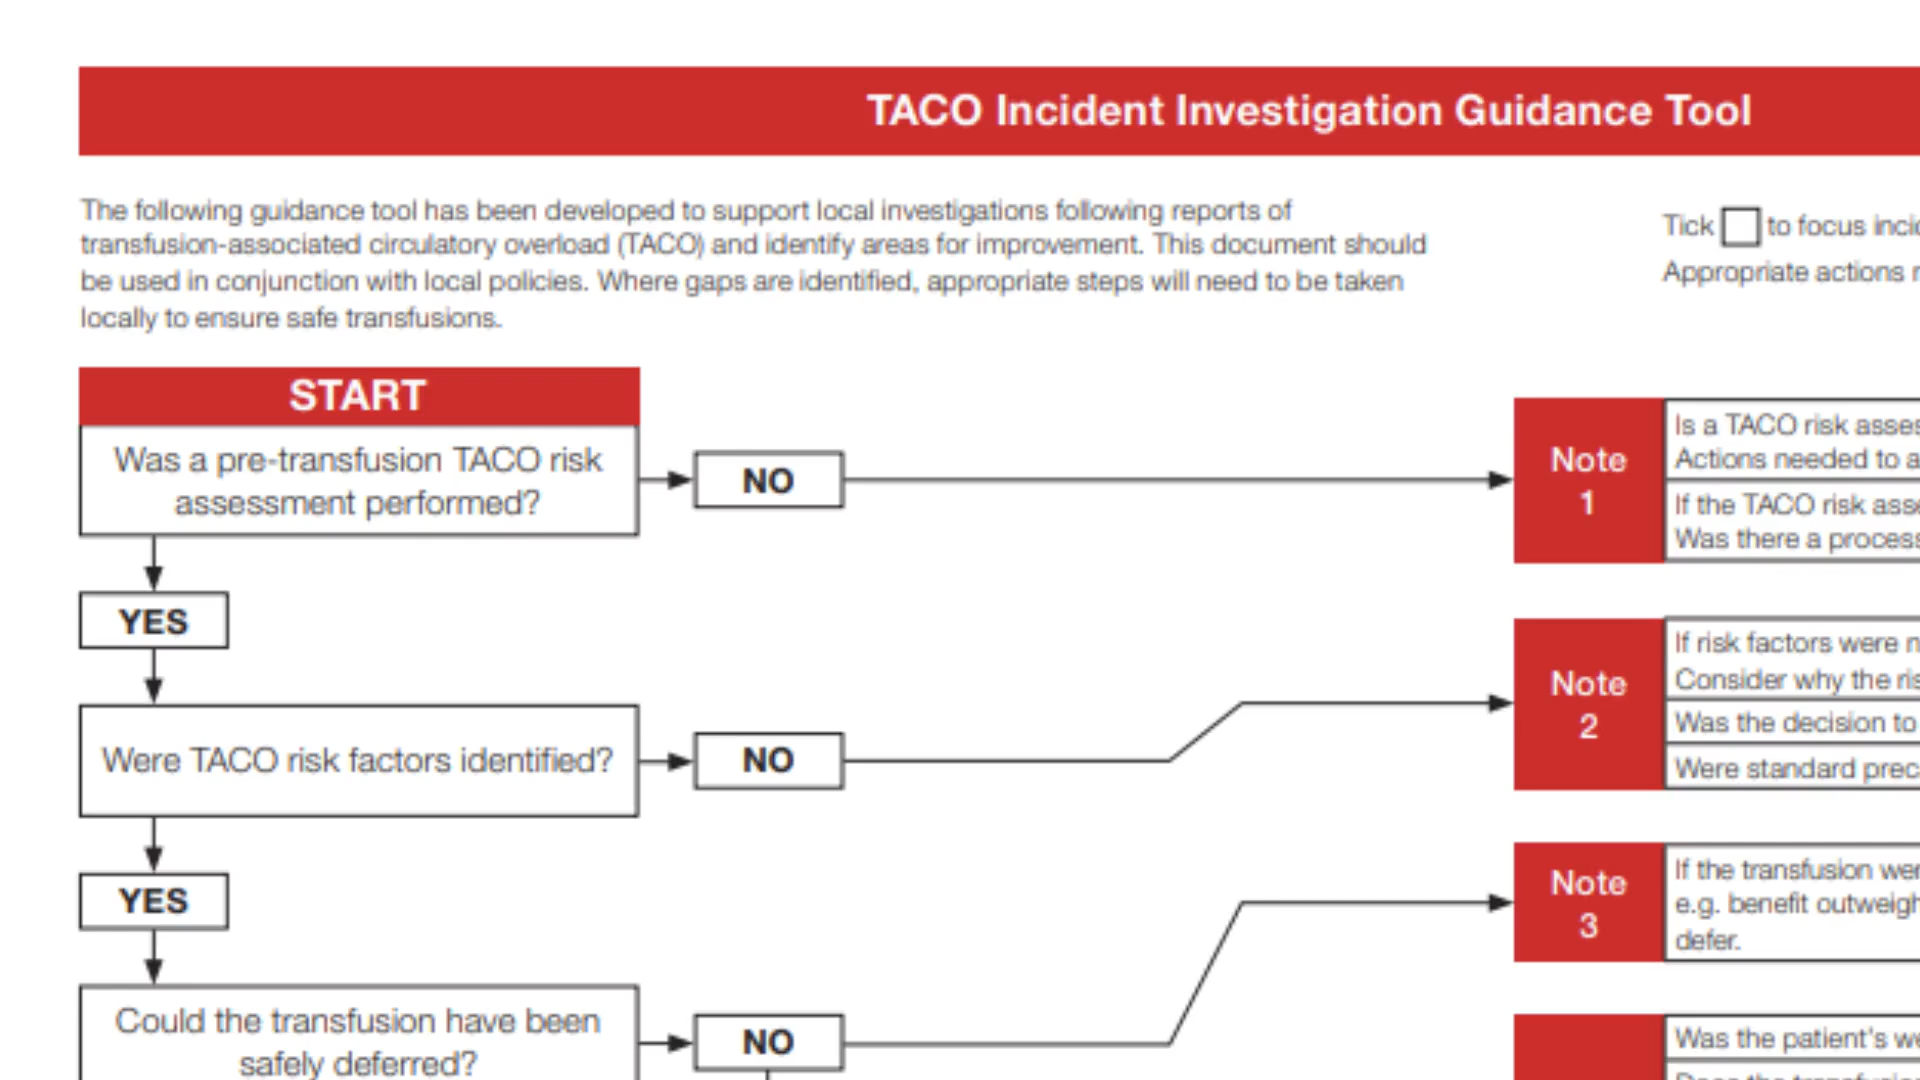 TACO Incident Investigation Guidance Tool
The following guidance tool has been developed to support local investigations following reports of
transfusion-associated circulatory overload (TACO) and identify areas for improvement. This document should
be used in conjunction with local policies. Where gaps are identified, appropriate steps will need to be taken
locally to ensure safe transfusions.
Tick to focus
Appropriate actions
START
Was a pre-transfusion TACO risk
assessment performed?
NO
Note
1
Is a TACO risk
Actions needed to
If the TACO risk
Was there a process
YES
Were TACO risk factors identified?
NO
Note
2
If risk factors were
Consider why the
Was the decision to
Were standard
YES
Could the transfusion have been
safely deferred?
NO
Note
3
If the transfusion
e.g. benefit
defer.
Was the patient's